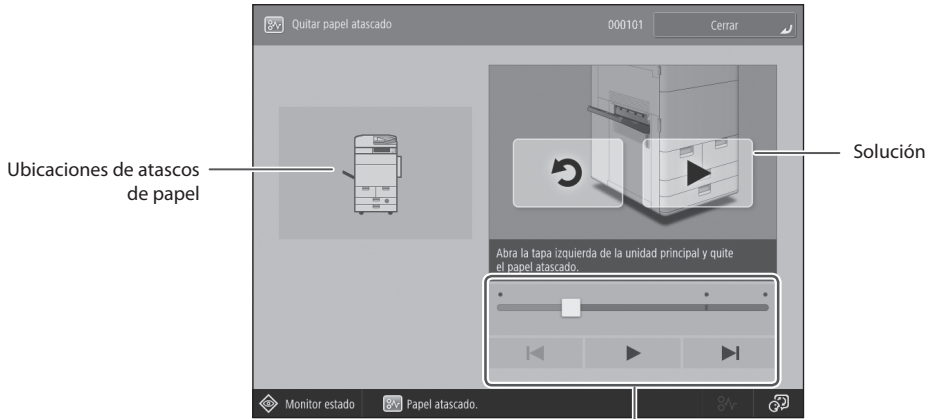 Quitar papel atascado
000101
Cerrar
Ubicaciones de atascos
de papel
Solución
Abra la tapa izquierda de la unidad principal y quite
el papel atascado.
Monitor estado
Papel atascado.